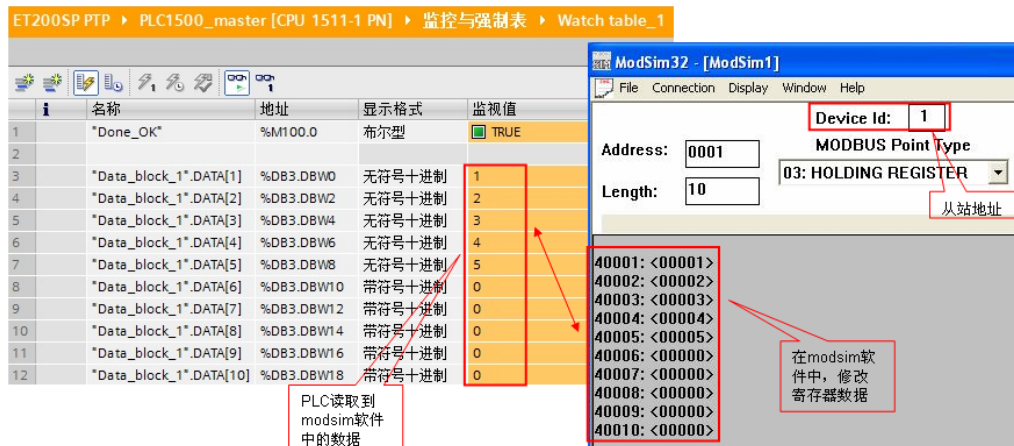 ET200SP PTP ▸ PLC1500_master [CPU 1511-1 PN] ▸ 监控与强制表 ▸ Watch table_1
i 名称 地址 显示格式 监视值
1 "Done_OK" %M100.0 布尔型 TRUE
2
3 "Data_block_1".DATA[1] %DB3.DBW0 无符号十进制 1
4 "Data_block_1".DATA[2] %DB3.DBW2 无符号十进制 2
5 "Data_block_1".DATA[3] %DB3.DBW4 无符号十进制 3
6 "Data_block_1".DATA[4] %DB3.DBW6 无符号十进制 4
7 "Data_block_1".DATA[5] %DB3.DBW8 无符号十进制 5
8 "Data_block_1".DATA[6] %DB3.DBW10 带符号十进制 0
9 "Data_block_1".DATA[7] %DB3.DBW12 带符号十进制 0
10 "Data_block_1".DATA[8] %DB3.DBW14 带符号十进制 0
11 "Data_block_1".DATA[9] %DB3.DBW16 带符号十进制 0
12 "Data_block_1".DATA[10] %DB3.DBW18 带符号十进制 0
PLC读取到
modsim软件
中的数据
ModSim32 - [ModSim1]
File Connection Display Window Help
Device Id: 1
Address: 0001
MODBUS Point Type
Length: 10
03: HOLDING REGISTER
从站地址
40001: <00001>
40002: <00002>
40003: <00003>
40004: <00004>
40005: <00005>
40006: <00000>
40007: <00000>
40008: <00000>
40009: <00000>
40010: <00000>
在modsim软
件中，修改
寄存器数据